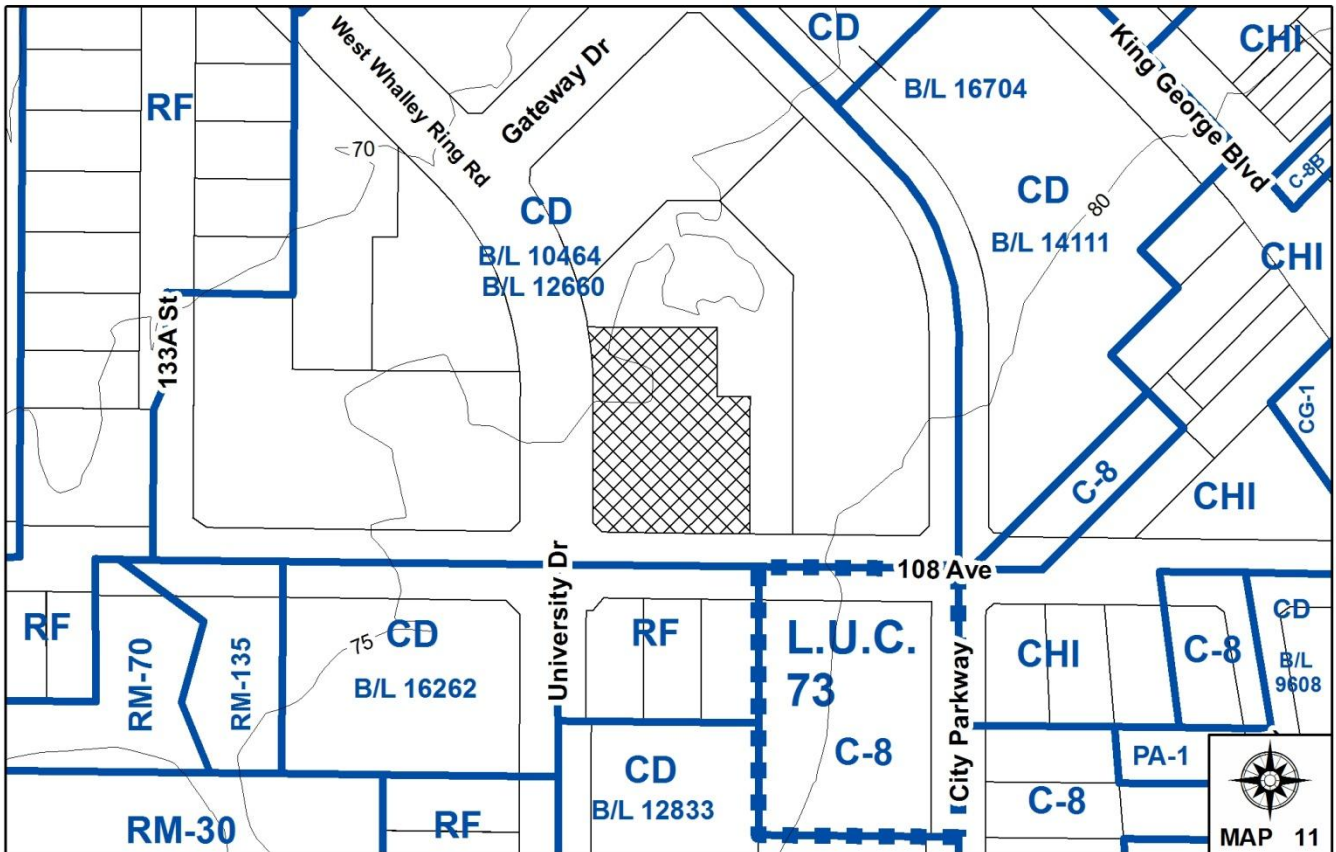 CD
CHI
West Whalley Ring Rd
Gateway Dr
King George Blvd
B/L 16704
RF
70
C-8B
CD
B/L 10464
B/L 12660
CD
B/L 14111
80
CHI
133A St
CG-1
C-8
CHI
108 Ave
University Dr
RF
RM-70
RM-135
75
CD
B/L 16262
RF
L.U.C.
73
C-8
City Parkway
CHI
C-8
CD
B/L
9608
PA-1
CD
B/L 12833
C-8
RM-30
RF
MAP 11